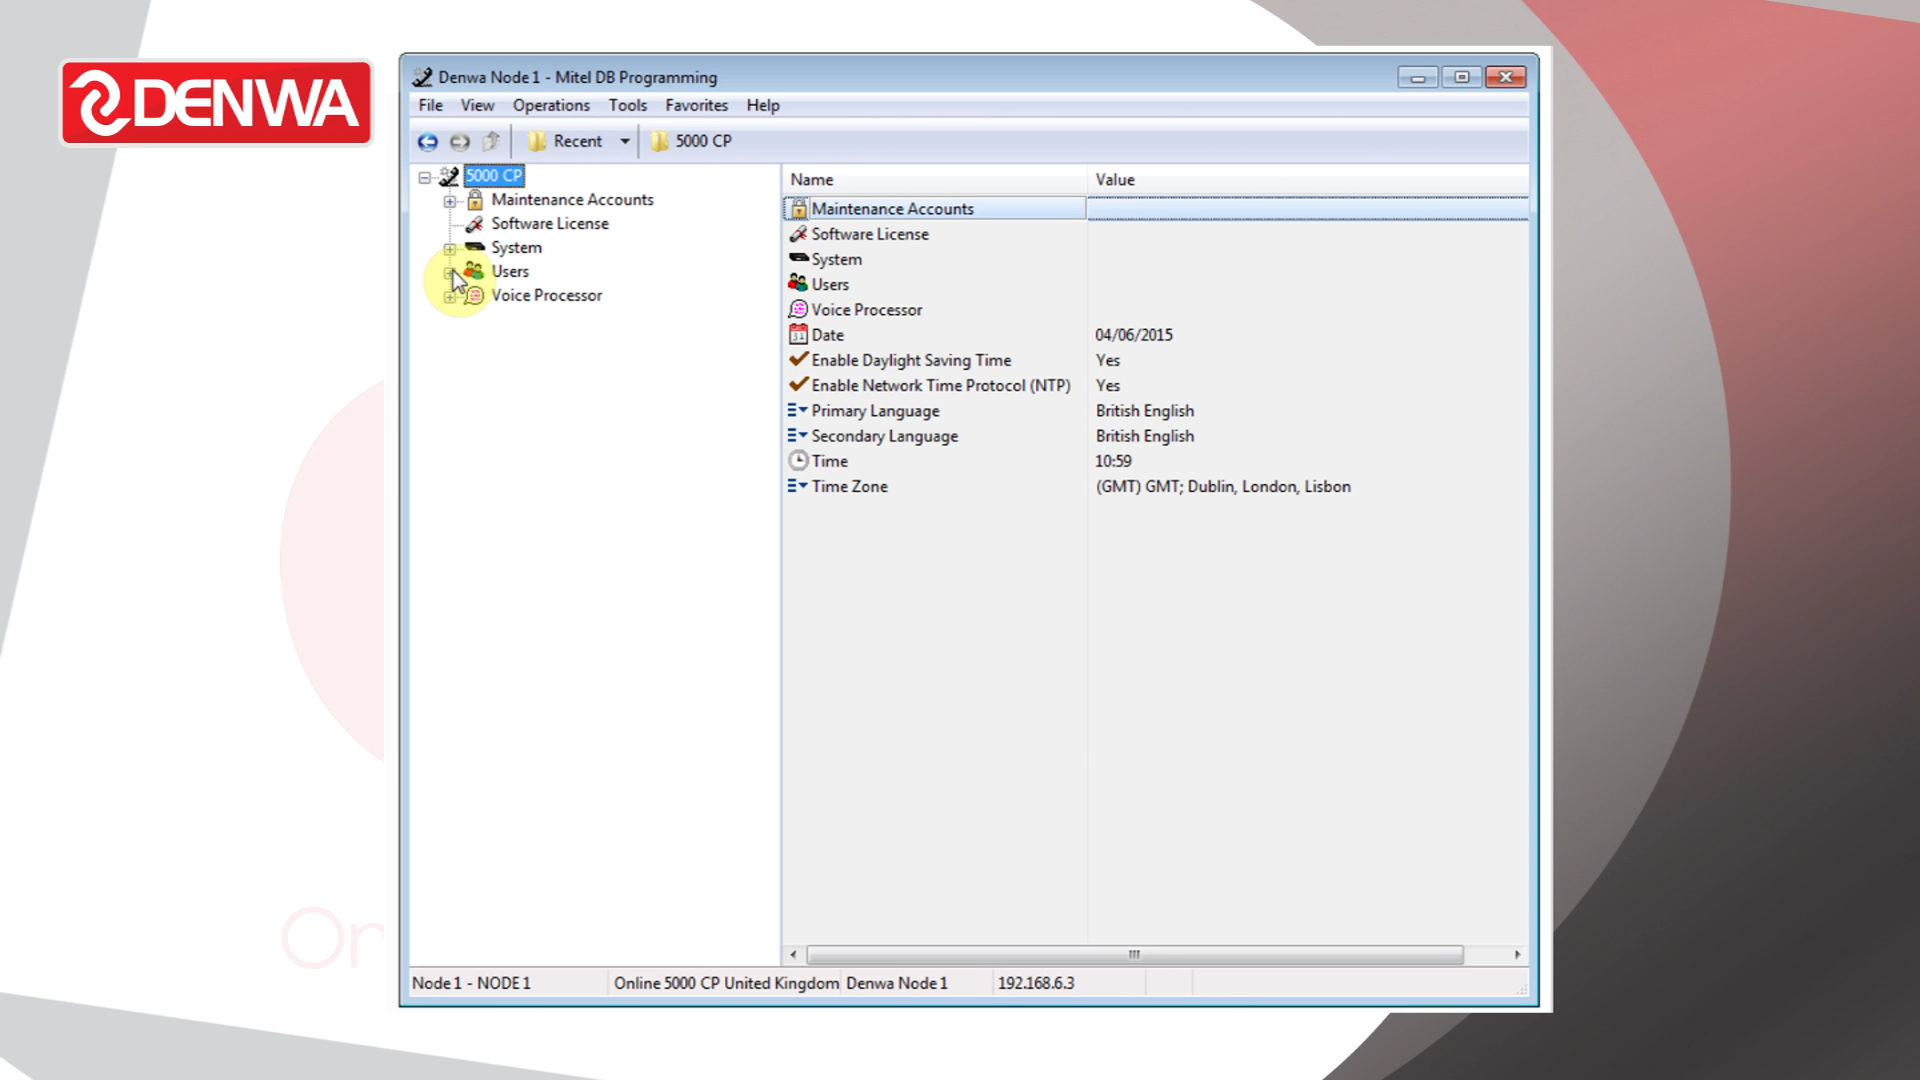 DENWA
Denwa Node 1 - Mitel DB Programming
File View Operations Tools Favorites Help
Recent 5000 CP
5000 CP
Maintenance Accounts
Software License
System
Users
Voice Processor
Name Value
Maintenance Accounts
Software License
System
Users
Voice Processor
Date 04/06/2015
Enable Daylight Saving Time Yes
Enable Network Time Protocol (NTP) Yes
Primary Language British English
Secondary Language British English
Time 10:59
Time Zone (GMT) GMT; Dublin, London, Lisbon
On
Node 1 - NODE 1 Online 5000 CP United Kingdom Denwa Node 1 192.168.6.3